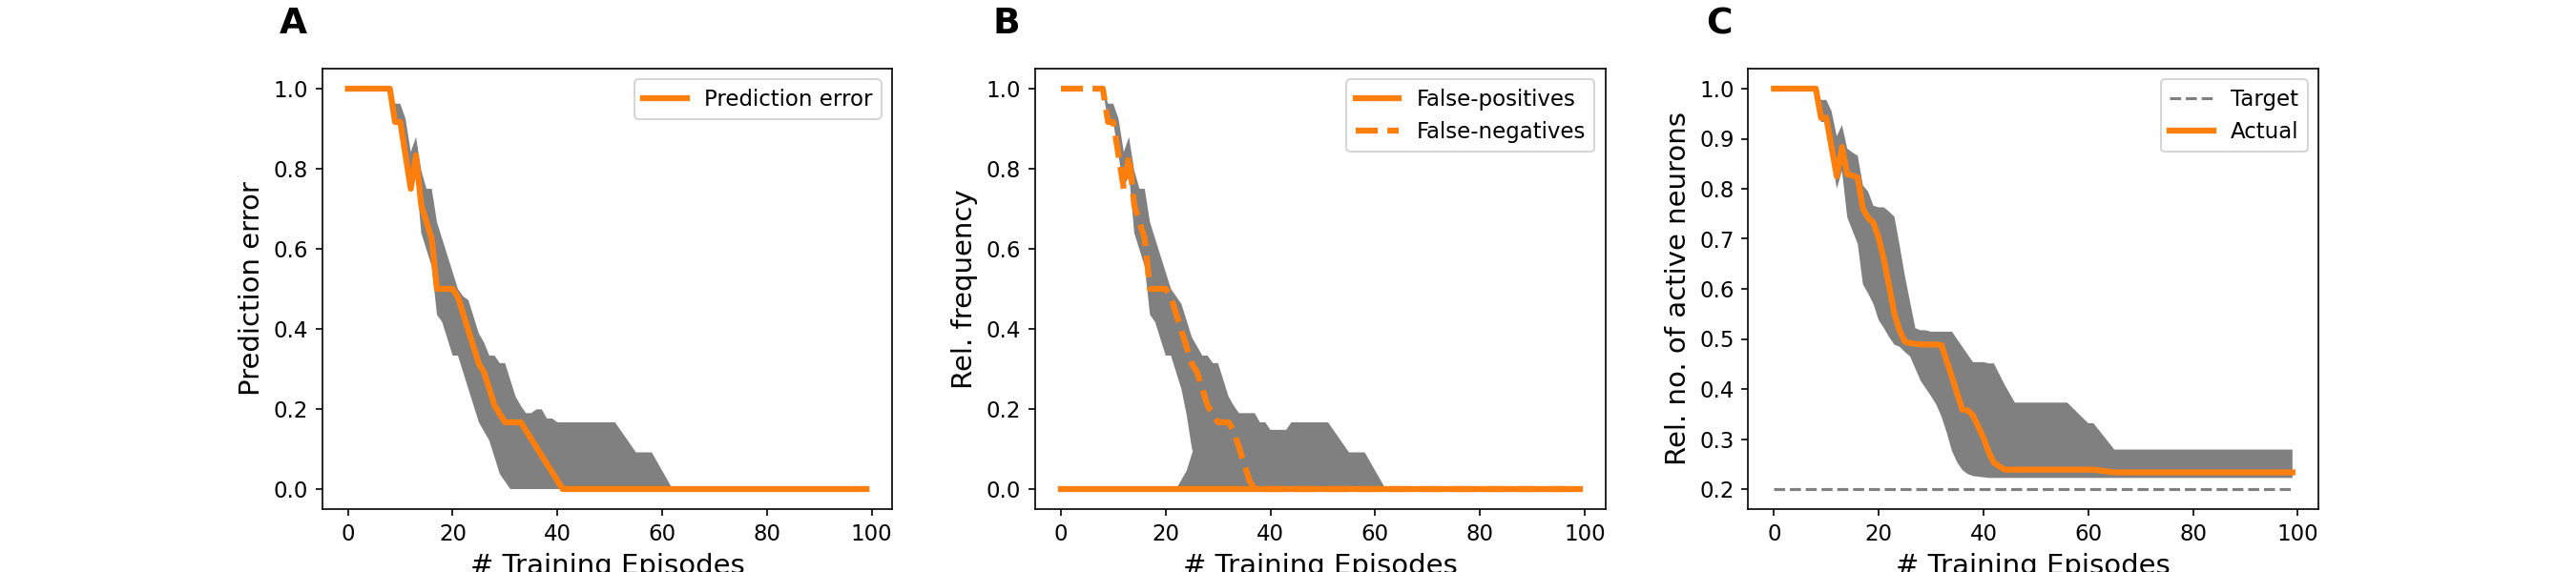 A
B
C
Prediction error
1.0
0.8
0.6
0.4
0.2
0.0
Prediction error
0 20 40 60 80 100
# Training Episodes
Rel. frequency
1.0
0.8
0.6
0.4
0.2
0.0
False-positives
False-negatives
0 20 40 60 80 100
# Training Episodes
Rel. no. of active neurons
1.0
0.9
0.8
0.7
0.6
0.5
0.4
0.3
0.2
Target
Actual
0 20 40 60 80 100
# Training Episodes